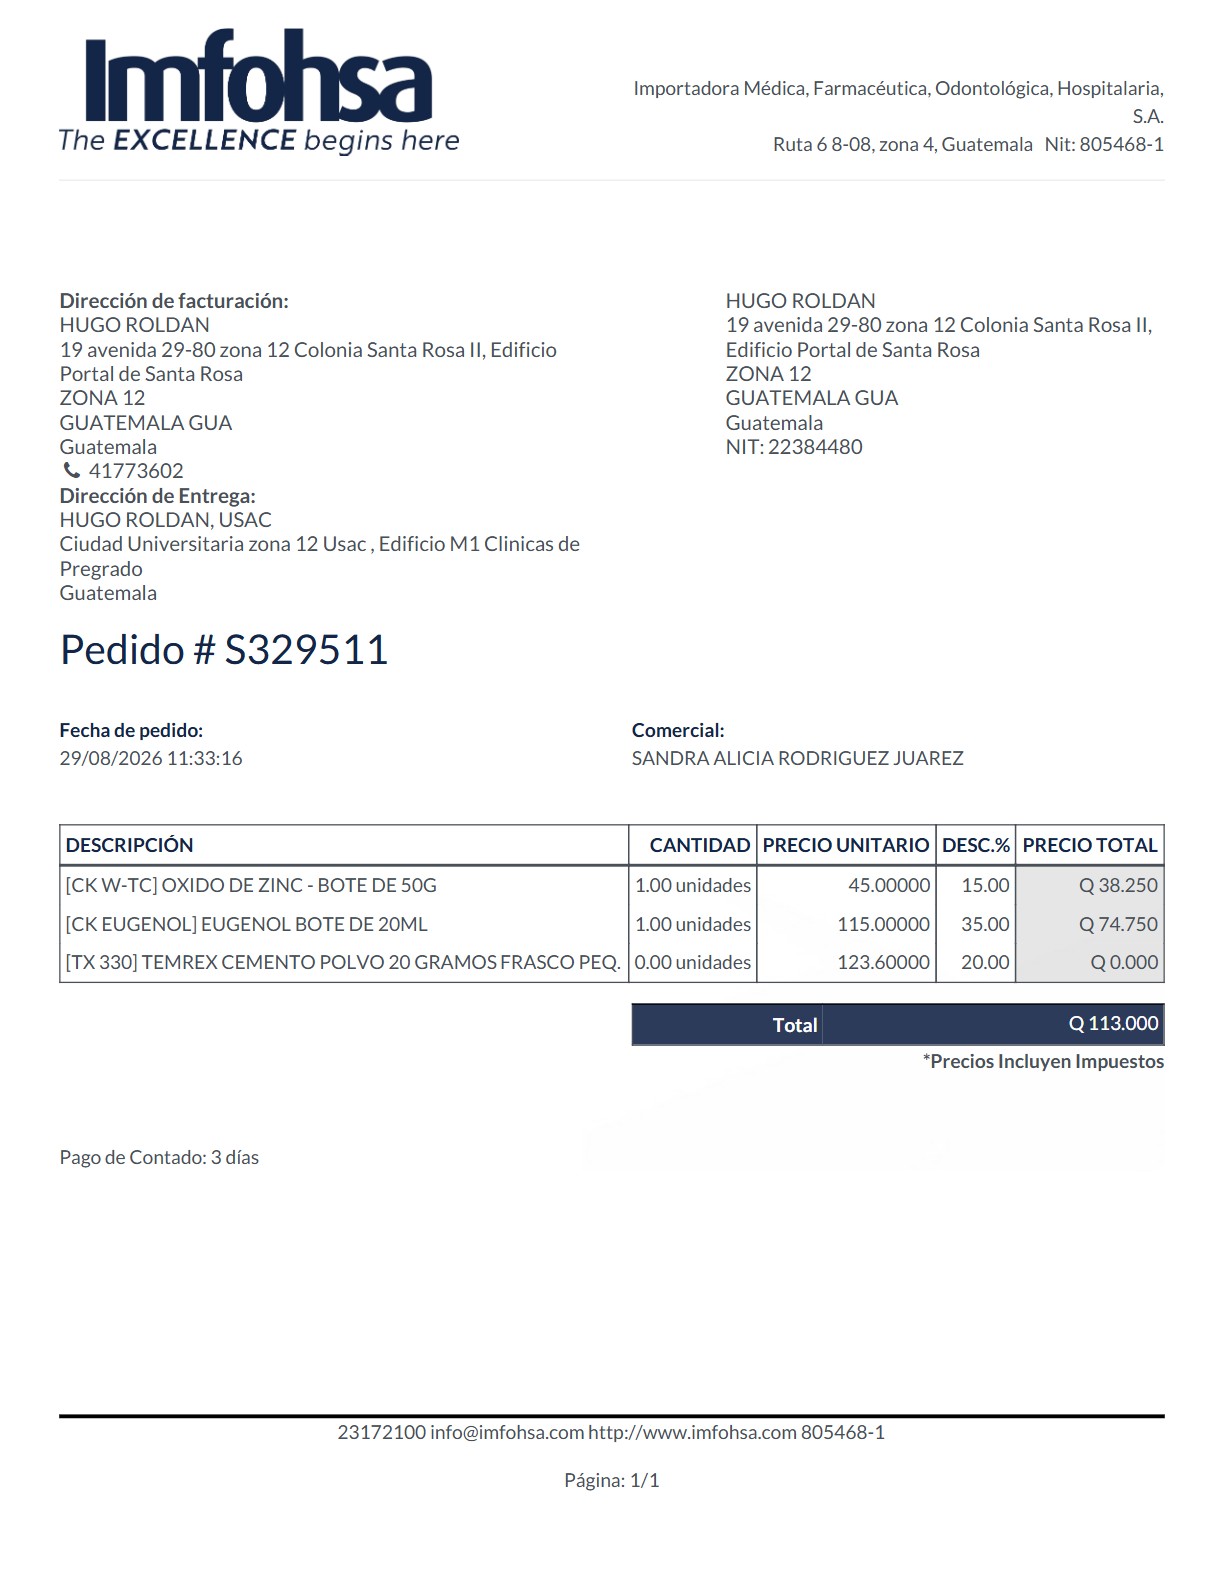 Imfohsa
The EXCELLENCE begins here
Importadora Médica, Farmacéutica, Odontológica, Hospitalaria,
S.A.
Ruta 6 8-08, zona 4, Guatemala Nit: 805468-1
Dirección de facturación:
HUGO ROLDAN
19 avenida 29-80 zona 12 Colonia Santa Rosa II, Edificio
Portal de Santa Rosa
ZONA 12
GUATEMALA GUA
Guatemala
41773602
Dirección de Entrega:
HUGO ROLDAN, USAC
Ciudad Universitaria zona 12 Usac , Edificio M1 Clinicas de
Pregrado
Guatemala
HUGO ROLDAN
19 avenida 29-80 zona 12 Colonia Santa Rosa II,
Edificio Portal de Santa Rosa
ZONA 12
GUATEMALA GUA
Guatemala
NIT: 22384480
Pedido # S329511
Fecha de pedido:
29/08/2026 11:33:16
Comercial:
SANDRA ALICIA RODRIGUEZ JUAREZ
DESCRIPCIÓN CANTIDAD PRECIO UNITARIO DESC.% PRECIO TOTAL
[CK W-TC] OXIDO DE ZINC - BOTE DE 50G 1.00 unidades 45.00000 15.00 Q 38.250
[CK EUGENOL] EUGENOL BOTE DE 20ML 1.00 unidades 115.00000 35.00 Q 74.750
[TX 330] TEMREX CEMENTO POLVO 20 GRAMOS FRASCO PEQ. 0.00 unidades 123.60000 20.00 Q 0.000
Total Q 113.000
*Precios Incluyen Impuestos
Pago de Contado: 3 días
23172100 info@imfohsa.com http://www.imfohsa.com 805468-1
Página: 1/1